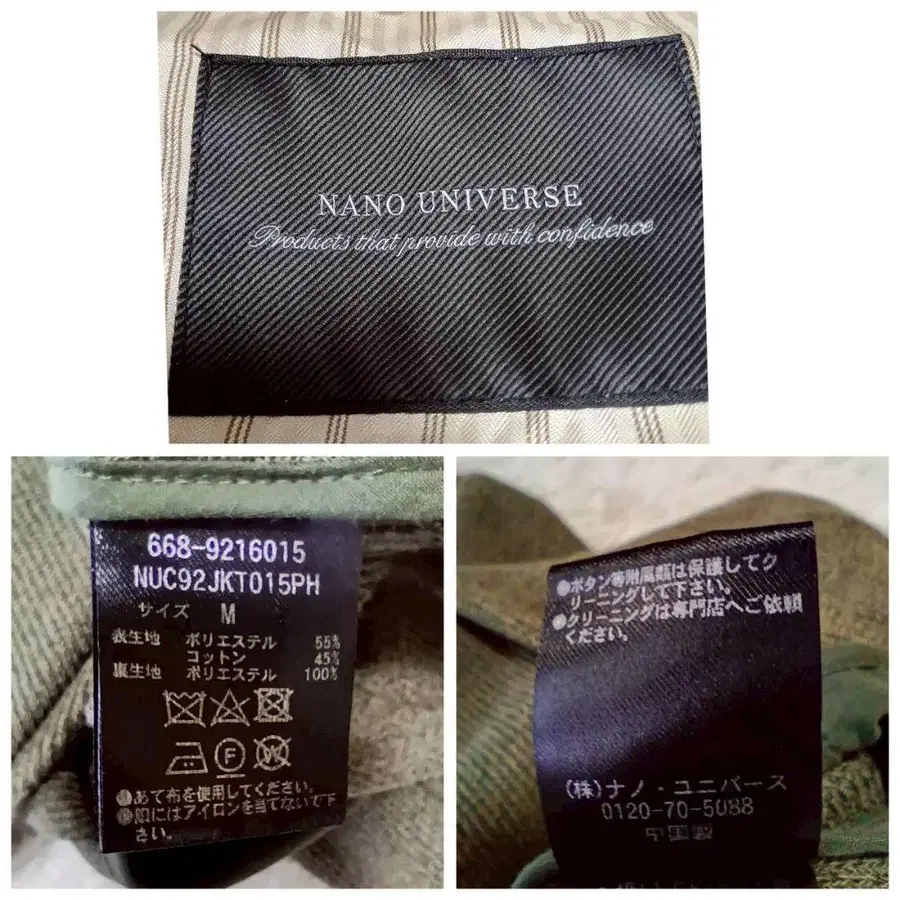 NANO UNIVERSE
Products that provide with confidence
668-9216015
NUC92JKT015PH
サイズ M
表生地 ポリエステル 55%
コットン 45%
裏生地 ポリエステル 100%
F
W
あて布を使用してください。
肌にはアイロンを当てないで下
さい。
●ボタン等附属類は保護してク
リーニングして下さい。
●クリーニングは専門店へご依頼
ください。
(株)ナノ・ユニバース
0120-70-5088
中国製